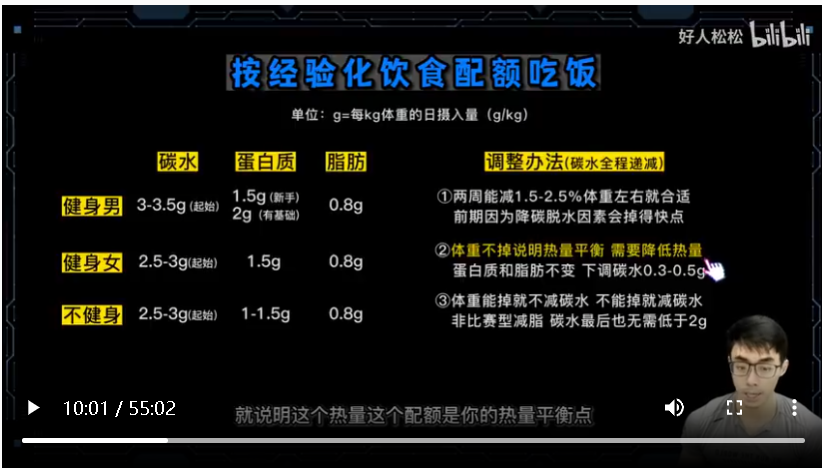 好人松松 bilibili
按经验化饮食配额吃饭
单位：g=每kg体重的日摄入量（g/kg）
碳水 蛋白质 脂肪 调整办法(碳水全程递减)
健身男 3-3.5g(起始) 1.5g(新手) 2g(有基础) 0.8g
①两周能减1.5-2.5%体重左右就合适
前期因为降碳脱水因素会掉得快点
健身女 2.5-3g(起始) 1.5g 0.8g
②体重不掉说明热量平衡 需要降低热量
蛋白质和脂肪不变 下调碳水0.3-0.5g
不健身 2.5-3g(起始) 1-1.5g 0.8g
③体重能掉就不减碳水 不能掉就减碳水
非比赛型减脂 碳水最后也无需低于2g
10:01 / 55:02
就说明这个热量这个配额是你的热量平衡点